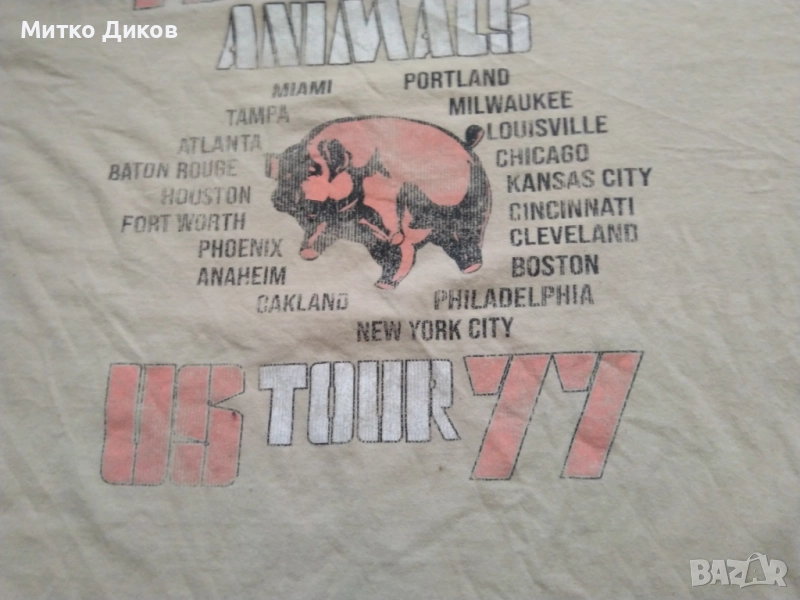 Митко Диков
ANIMALS
MIAMI
TAMPA
ATLANTA
BATON ROUGE
HOUSTON
FORT WORTH
PHOENIX
ANAHEIM
OAKLAND
PORTLAND
MILWAUKEE
LOUISVILLE
CHICAGO
KANSAS CITY
CINCINNATI
CLEVELAND
BOSTON
PHILADELPHIA
NEW YORK CITY
US TOUR 77
BAZAR